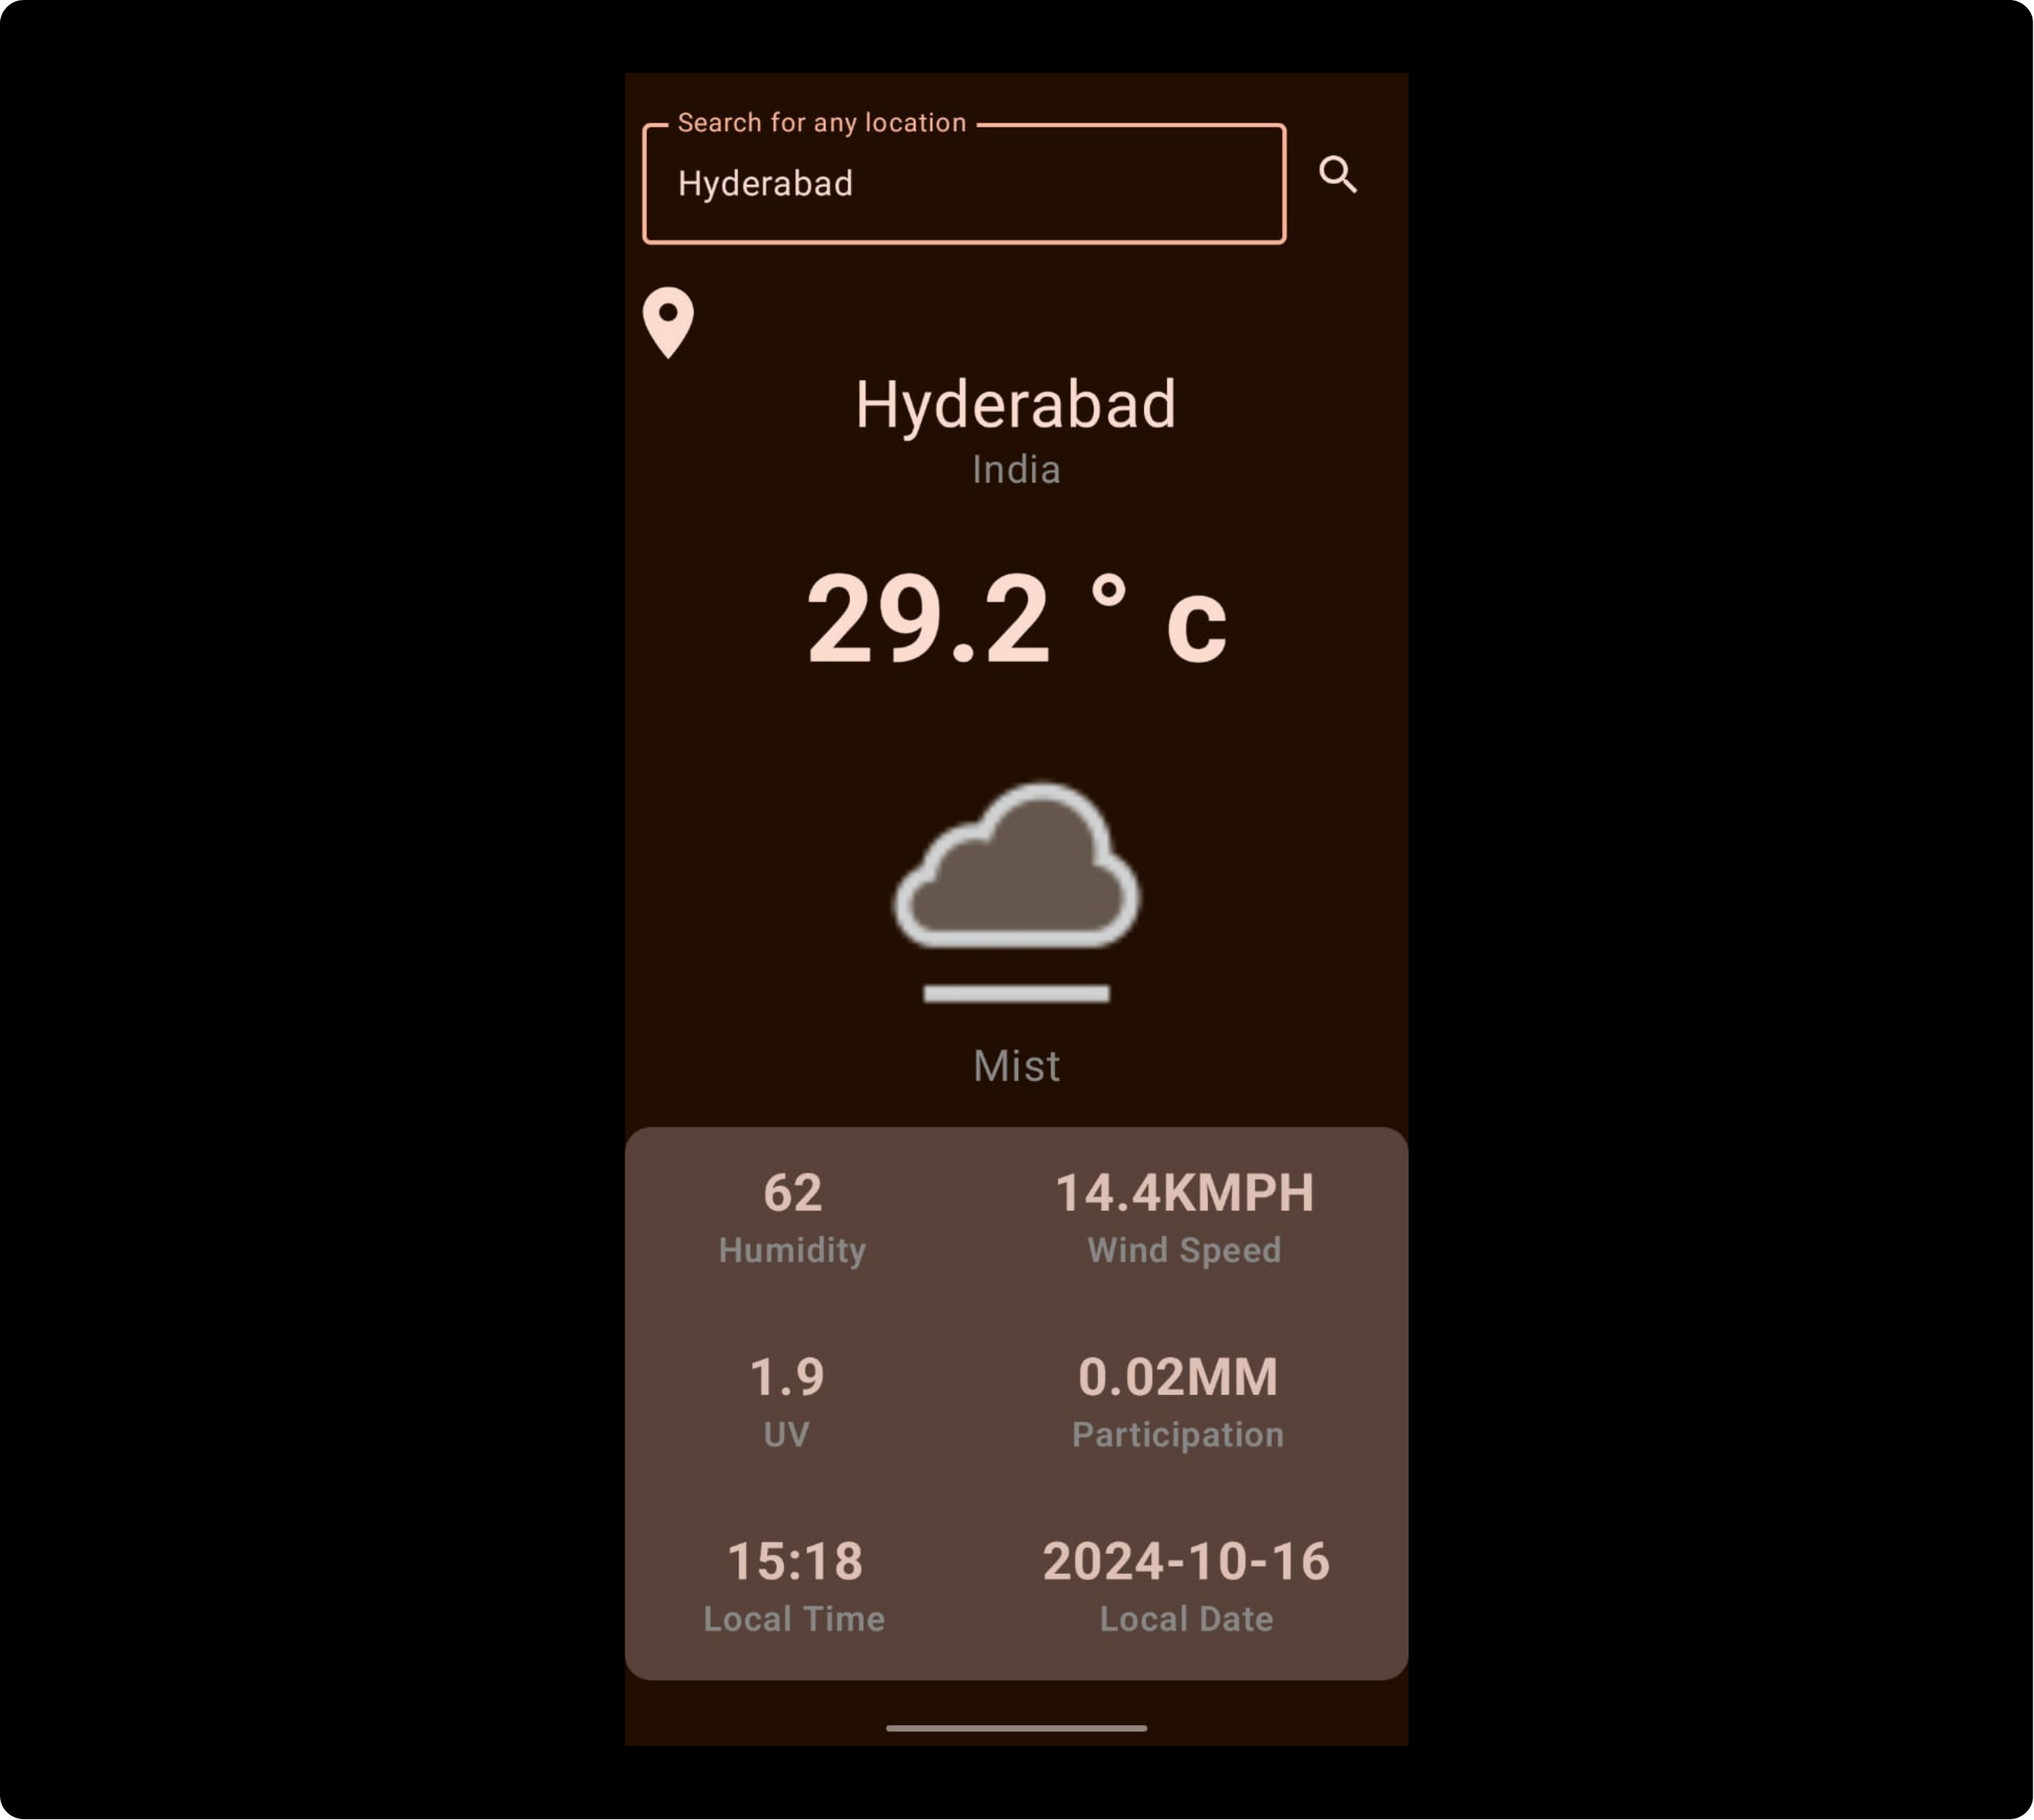 Search for any location
Hyderabad
Hyderabad
India
29.2 ° c
Mist
62 14.4KMPH
Humidity Wind Speed
1.9 0.02MM
UV Participation
15:18 2024-10-16
Local Time Local Date